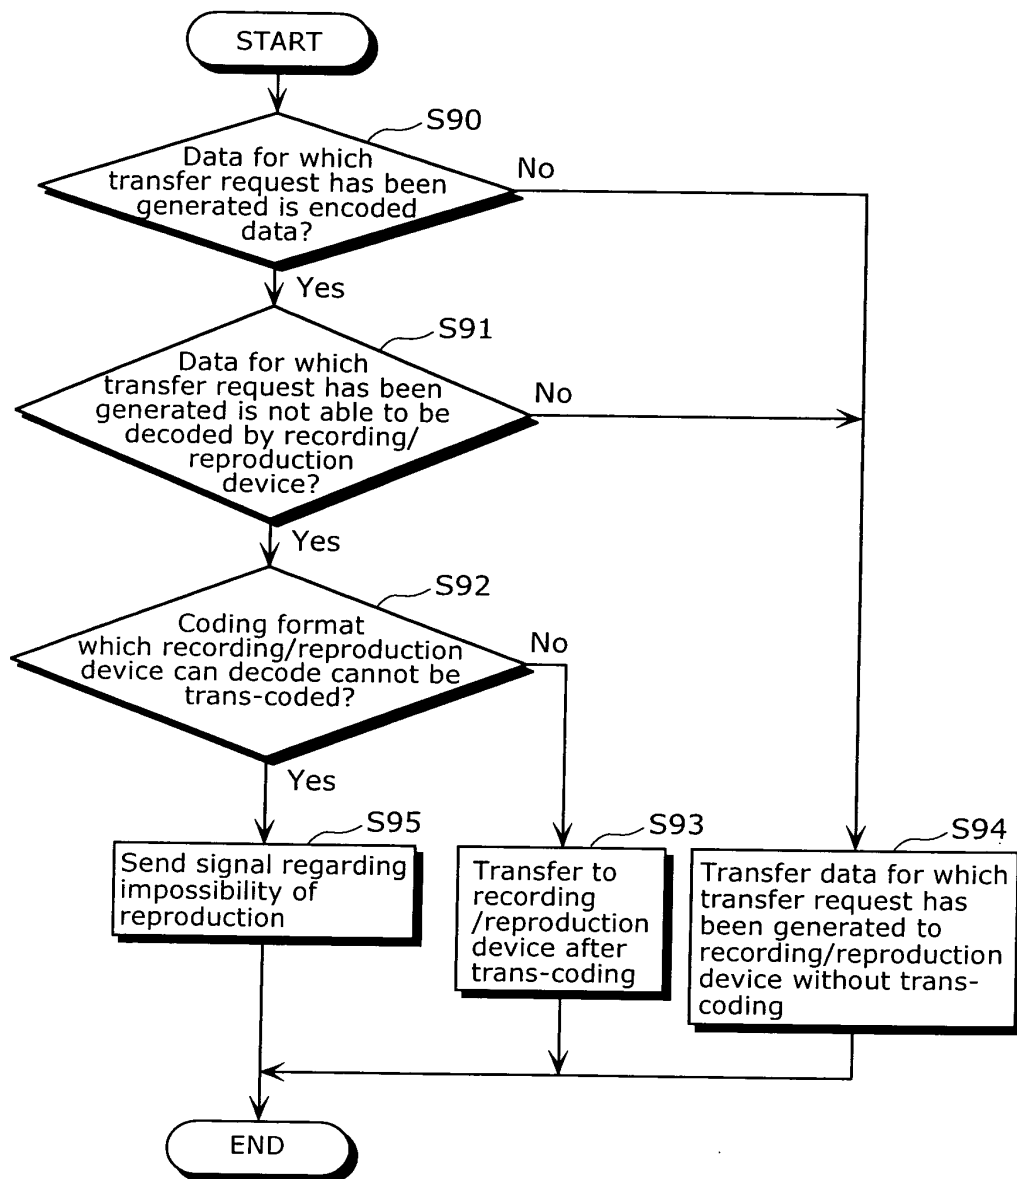 START
S90
Data for which
transfer request has been
generated is encoded
data?
No
Yes
S91
Data for which
transfer request has been
generated is not able to be
decoded by recording/
reproduction
device?
No
Yes
S92
Coding format
which recording/reproduction
device can decode cannot be
trans-coded?
No
Yes
S95
Send signal regarding
impossibility of
reproduction
S93
Transfer to
recording
/reproduction
device after
trans-coding
S94
Transfer data for which
transfer request has
been generated to
recording/reproduction
device without trans-
coding
END